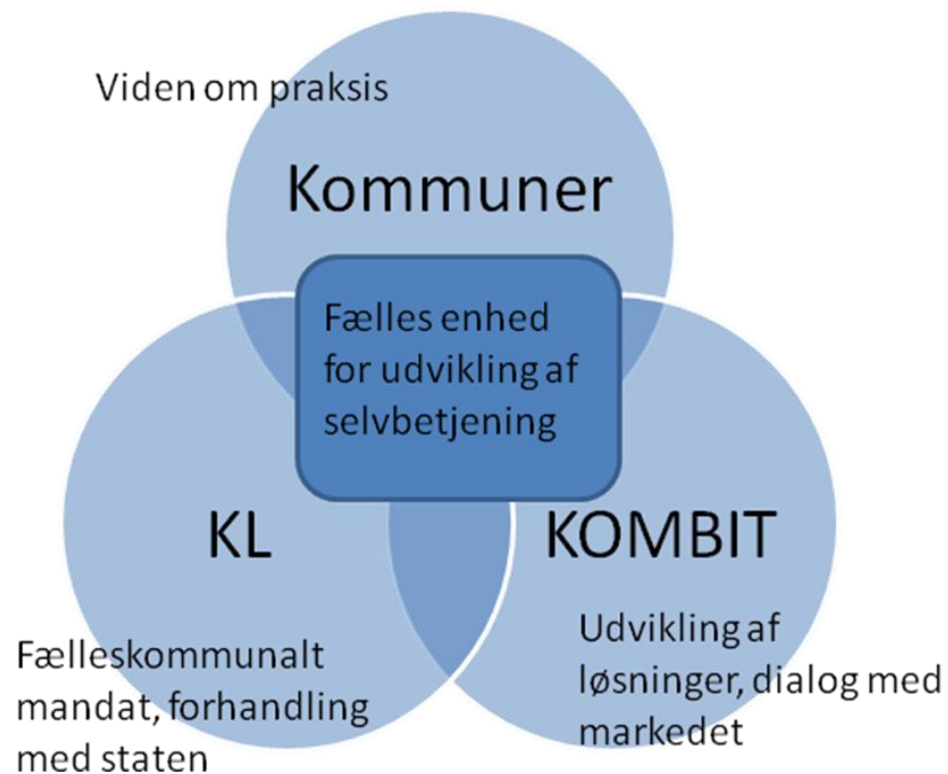 Viden om praksis
Kommuner
Fælles enhed
for udvikling af
selvbetjening
KL
KOMBIT
Fælleskommunalt
mandat, forhandling
med staten
Udvikling af
løsninger, dialog med
markedet